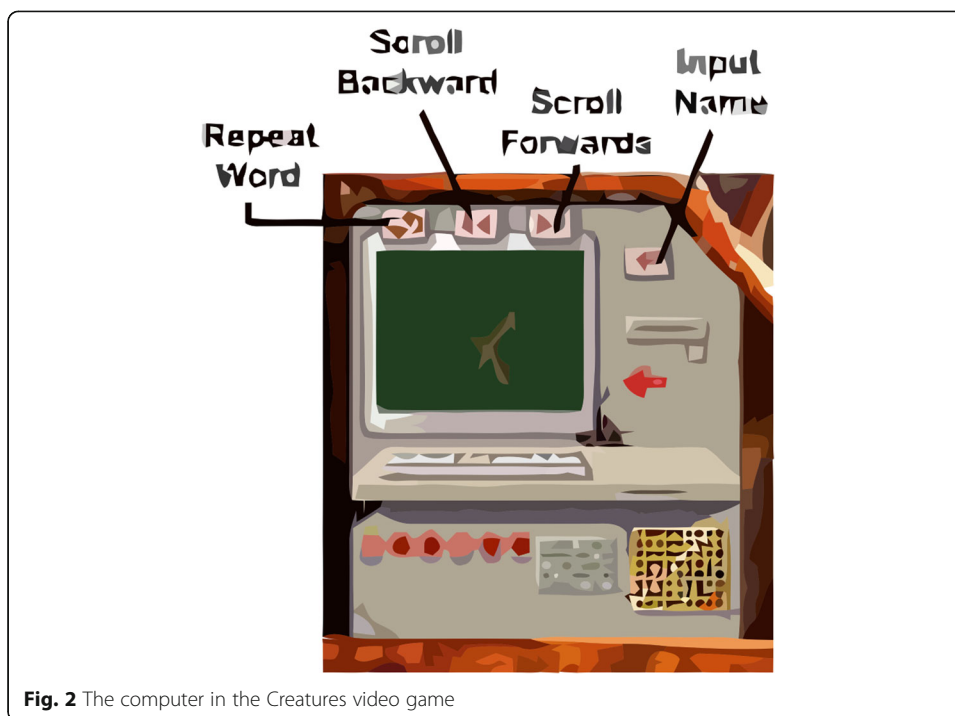 Scroll
Backward
Input
Name
Scroll
Forwards
Repeat
Word
Fig. 2 The computer in the Creatures video game